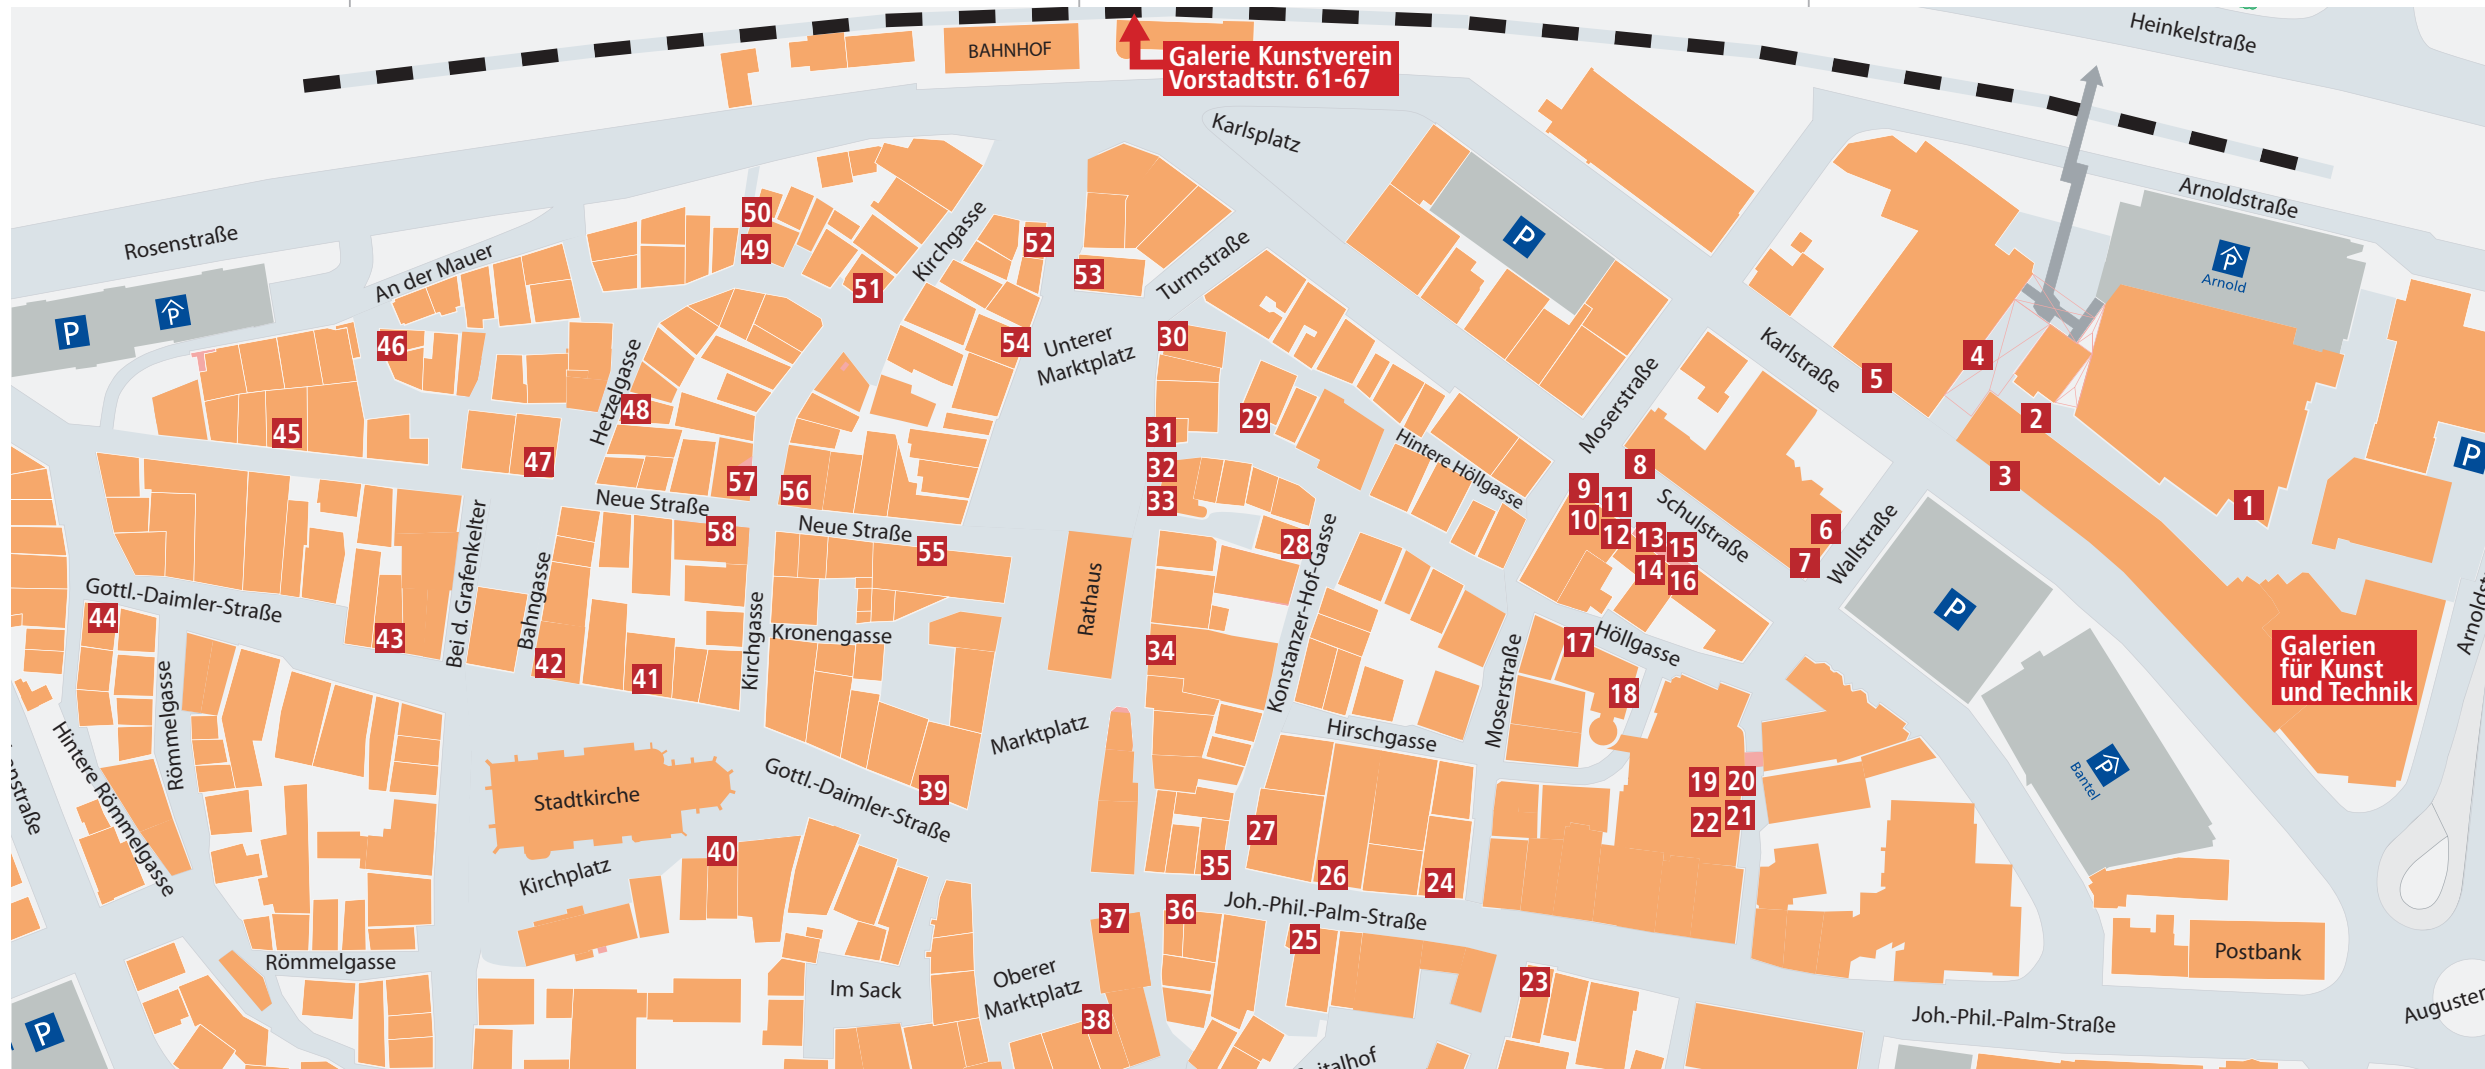 Heinkelstraße
BAHNHOF
Galerie Kunstverein
Vorstadtstr. 61-67
Karlsplatz
Arnoldstraße
Rosenstraße
An der Mauer
50
49
51
Kirchgasse
52
53
Turmstraße
P
P
Arnold
P
P
46
Hetzelgasse
48
54
Unterer
Marktplatz
30
Karlstraße
5
4
2
45
47
57
56
31
32
33
29
Hintere Höllgasse
Moserstraße
8
3
1
P
Neue Straße
58
Neue Straße
55
28
9
10
11
12
13
14
15
16
Schulstraße
6
7
Wallstraße
P
Gottl.-Daimler-Straße
44
43
Bei d. Grafenkelter
Bahngasse
42
41
Kirchgasse
Kronengasse
Rathaus
34
Konstanzer-Hof-Gasse
Moserstraße
17
Höllgasse
18
Galerien
für Kunst
und Technik
Hintere Römmelgasse
Römmelgasse
Stadtkirche
Gottl.-Daimler-Straße
39
Marktplatz
Hirschgasse
19
20
22
21
P
Bantel
40
Kirchplatz
35
27
26
24
Joh.-Phil.-Palm-Straße
37
36
25
23
Römmelgasse
Im Sack
Oberer
Marktplatz
38
Postbank
Joh.-Phil.-Palm-Straße
P